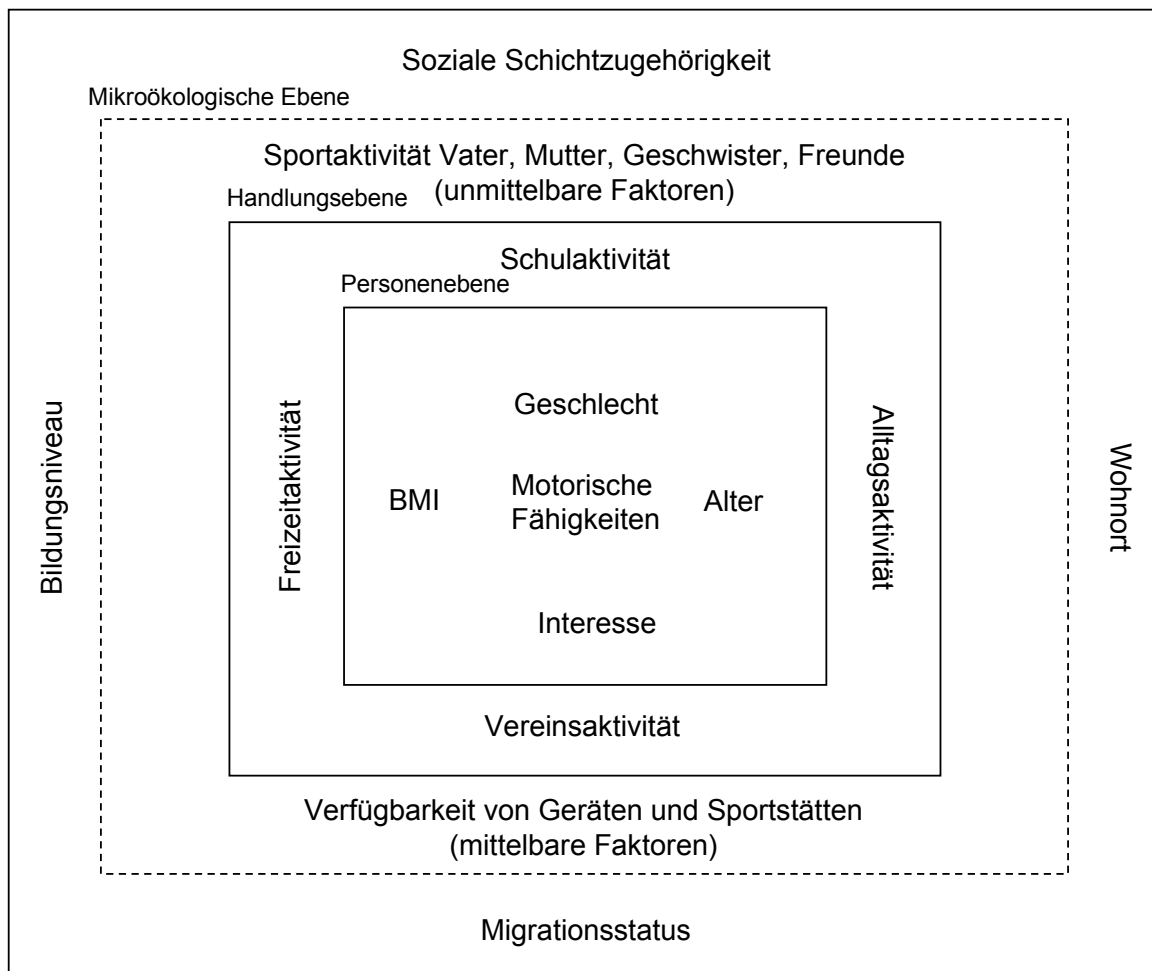 Soziale Schichtzugehörigkeit
Mikroökologische Ebene
Sportaktivität Vater, Mutter, Geschwister, Freunde
(unmittelbare Faktoren)
Handlungsebene
Schulaktivität
Personenebene
Bildungsniveau
Freizeitaktivität
Geschlecht
BMI
Motorische
Fähigkeiten
Alter
Interesse
Alltagsaktivität
Wohnort
Vereinsaktivität
Verfügbarkeit von Geräten und Sportstätten
(mittelbare Faktoren)
Migrationsstatus